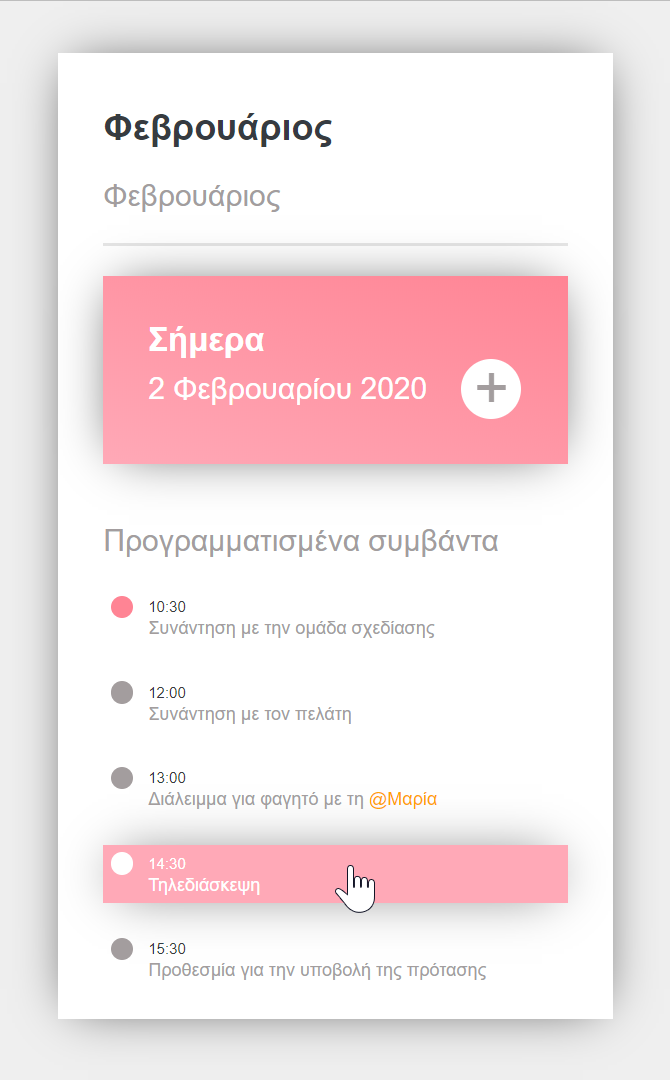 Φεβρουάριος
Φεβρουάριος
Σήμερα
2 Φεβρουαρίου 2020
+
Προγραμματισμένα συμβάντα
10:30
Συνάντηση με την ομάδα σχεδίασης
12:00
Συνάντηση με τον πελάτη
13:00
Διάλειμμα για φαγητό με τη @Μαρία
14:30
Τηλεδιάσκεψη
15:30
Προθεσμία για την υποβολή της πρότασης